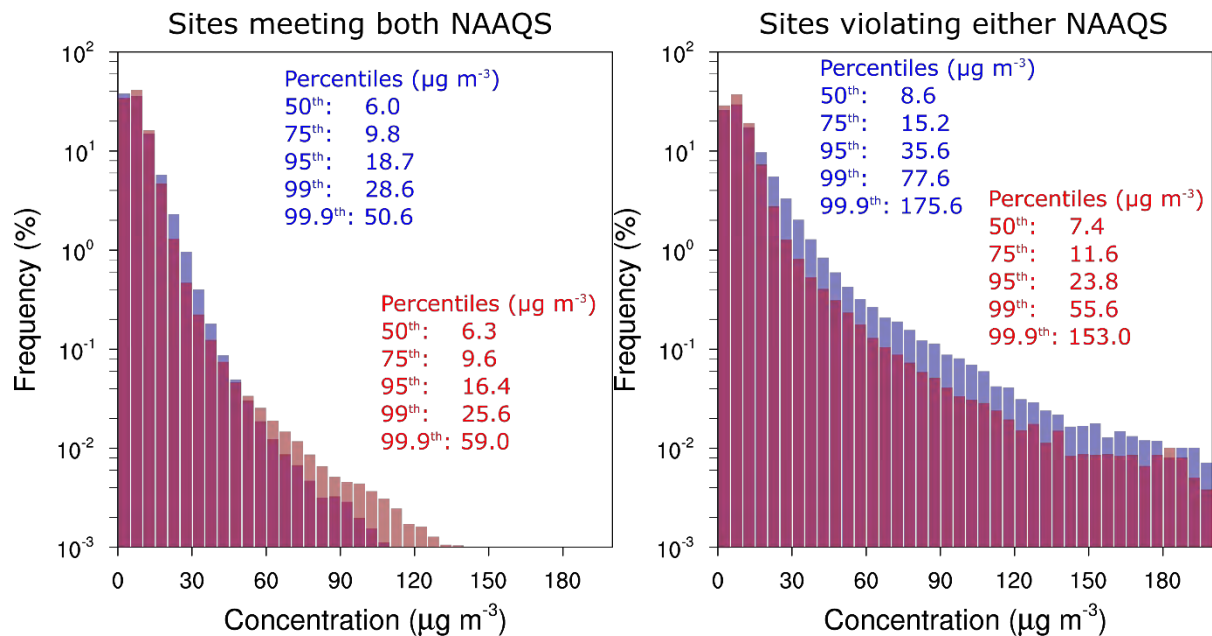 Sites meeting both NAAQS
Frequency (%)
10²
10¹
10⁰
10⁻¹
10⁻²
10⁻³
Percentiles (µg m⁻³)
50ᵗʰ: 6.0
75ᵗʰ: 9.8
95ᵗʰ: 18.7
99ᵗʰ: 28.6
99.9ᵗʰ: 50.6
Percentiles (µg m⁻³)
50ᵗʰ: 6.3
75ᵗʰ: 9.6
95ᵗʰ: 16.4
99ᵗʰ: 25.6
99.9ᵗʰ: 59.0
0 30 60 90 120 150 180
Concentration (µg m⁻³)
Sites violating either NAAQS
Frequency (%)
10²
10¹
10⁰
10⁻¹
10⁻²
10⁻³
Percentiles (µg m⁻³)
50ᵗʰ: 8.6
75ᵗʰ: 15.2
95ᵗʰ: 35.6
99ᵗʰ: 77.6
99.9ᵗʰ: 175.6
Percentiles (µg m⁻³)
50ᵗʰ: 7.4
75ᵗʰ: 11.6
95ᵗʰ: 23.8
99ᵗʰ: 55.6
99.9ᵗʰ: 153.0
0 30 60 90 120 150 180
Concentration (µg m⁻³)